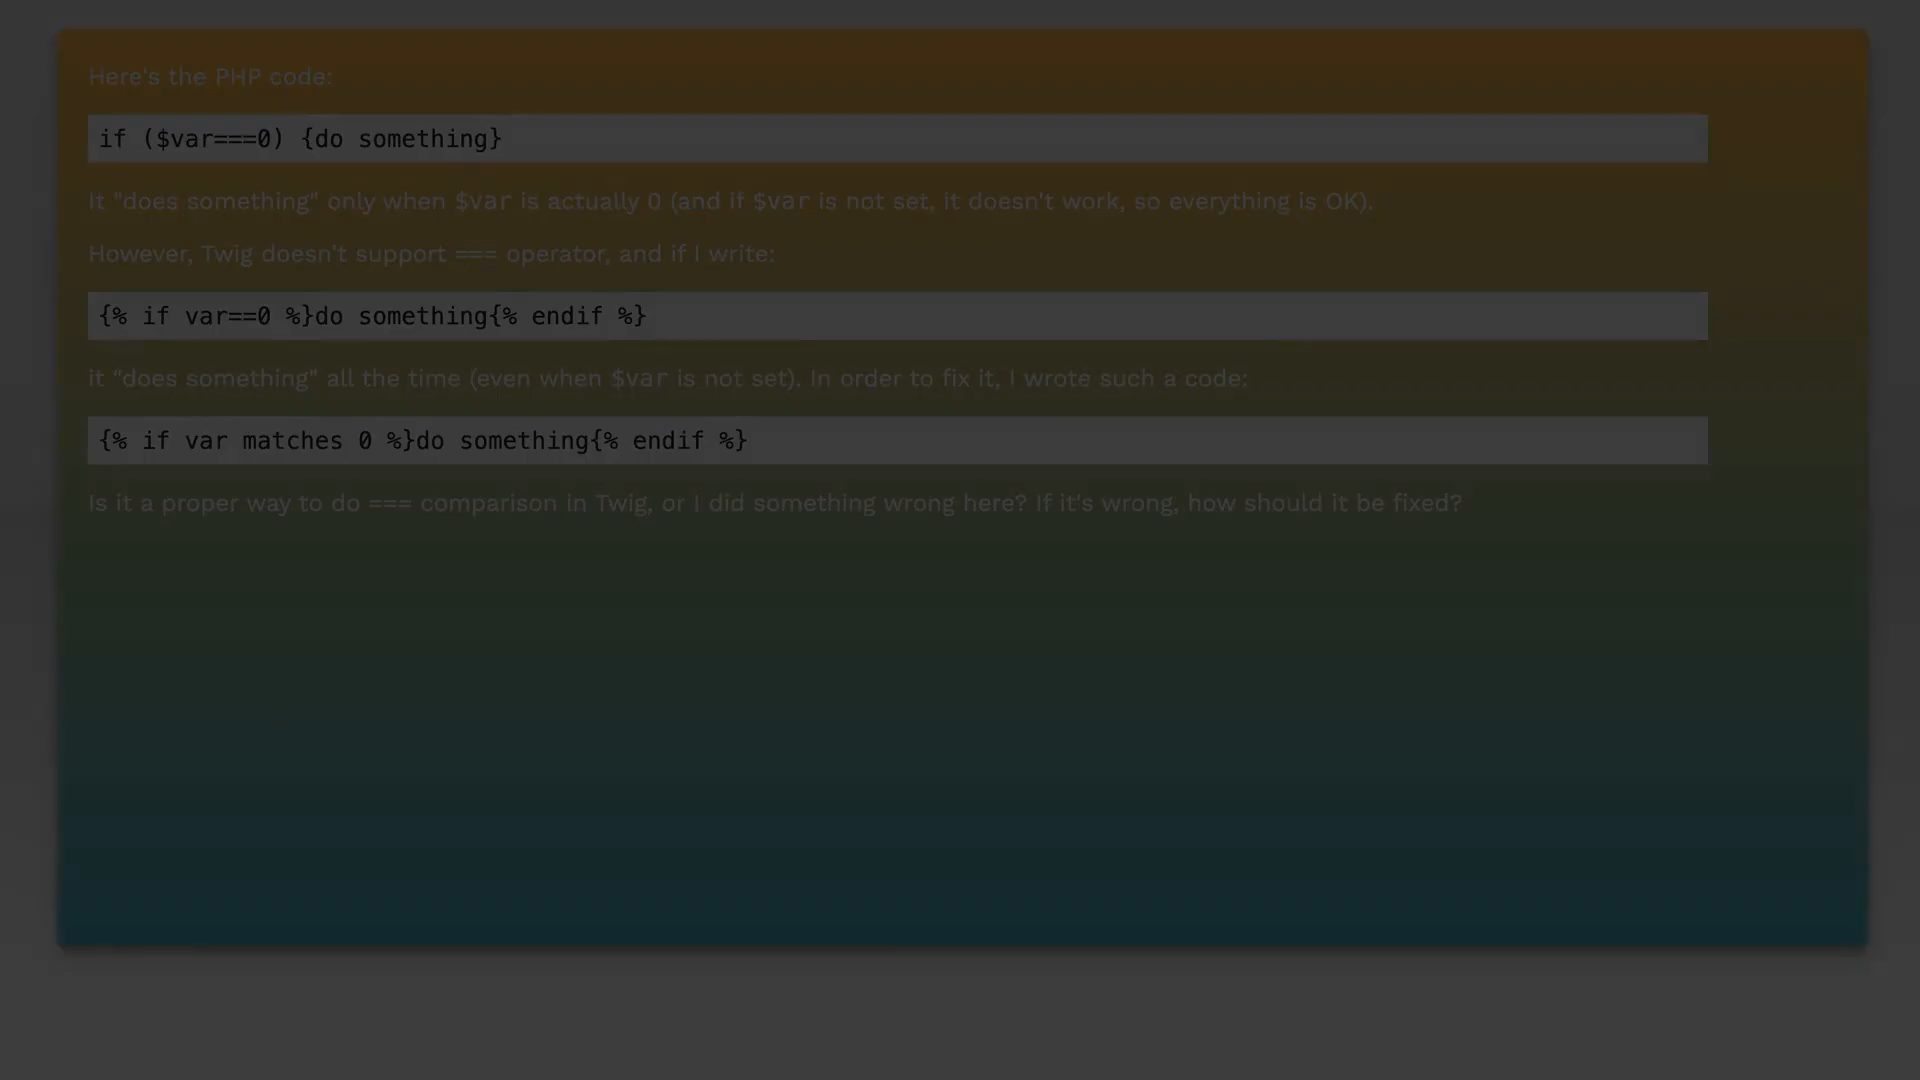 Here's the PHP code:
if ($var===0) {do something}
It "does something" only when $var is actually 0 (and if $var is not set, it doesn't work, so everything is OK).
However, Twig doesn't support === operator, and if I write:
{% if var==0 %}do something{% endif %}
it "does something" all the time (even when $var is not set). In order to fix it, I wrote such a code:
{% if var matches 0 %}do something{% endif %}
Is it a proper way to do === comparison in Twig, or I did something wrong here? If it's wrong, how should it be fixed?